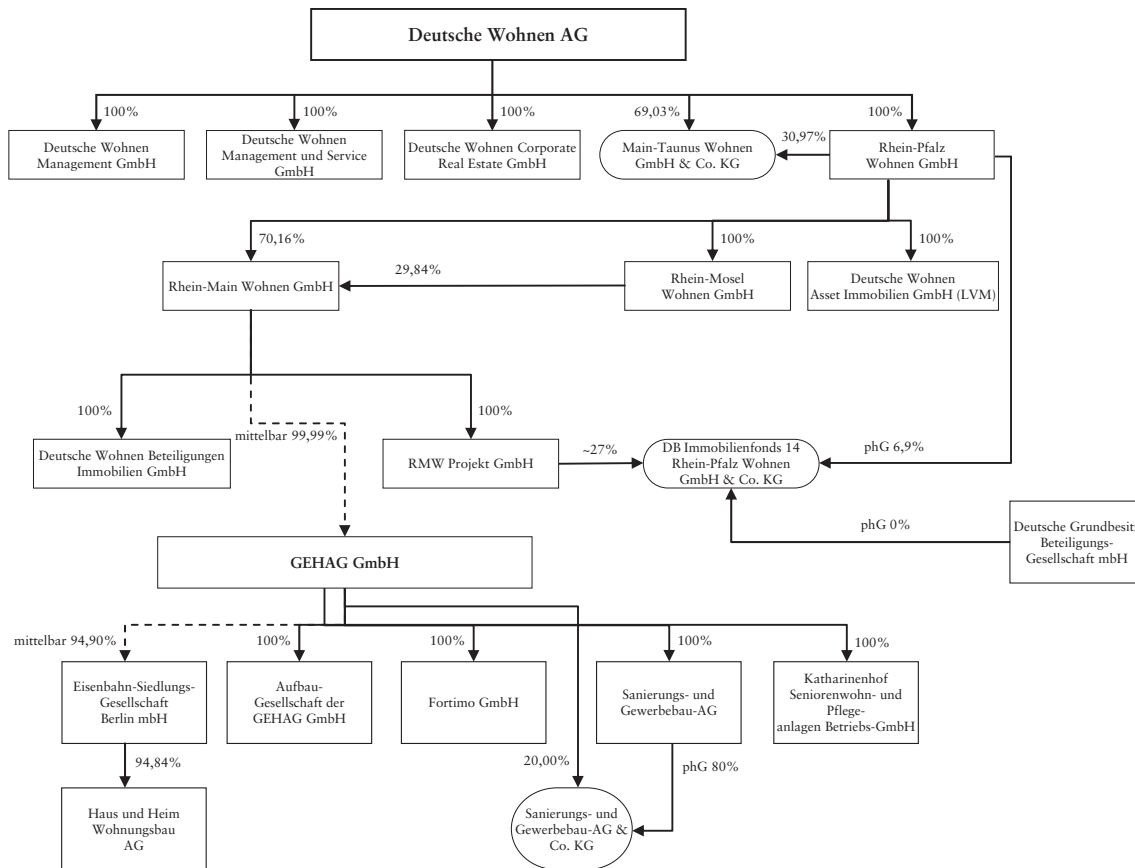 Deutsche Wohnen AG
100%
100%
100%
69,03%
100%
Deutsche Wohnen
Management GmbH
Deutsche Wohnen
Management und Service
GmbH
Deutsche Wohnen Corporate
Real Estate GmbH
Main-Taunus Wohnen
GmbH & Co. KG
30,97%
Rhein-Pfalz
Wohnen GmbH
70,16%
100%
100%
Rhein-Main Wohnen GmbH
29,84%
Rhein-Mosel
Wohnen GmbH
Deutsche Wohnen
Asset Immobilien GmbH (LVM)
100%
mittelbar 99,99%
100%
Deutsche Wohnen Beteiligungen
Immobilien GmbH
RMW Projekt GmbH
~27%
DB Immobilienfonds 14
Rhein-Pfalz Wohnen
GmbH & Co. KG
phG 6,9%
phG 0%
Deutsche Grundbesitz
Beteiligungs-
Gesellschaft mbH
GEHAG GmbH
mittelbar 94,90%
100%
100%
100%
100%
Eisenbahn-Siedlungs-
Gesellschaft
Berlin mbH
Aufbau-
Gesellschaft der
GEHAG GmbH
Fortimo GmbH
Sanierungs- und
Gewerbebau-AG
Katharinenhof
Seniorenwohn- und
Pflege-
anlagen Betriebs-GmbH
94,84%
20,00%
phG 80%
Haus und Heim
Wohnungsbau
AG
Sanierungs- und
Gewerbebau-AG &
Co. KG